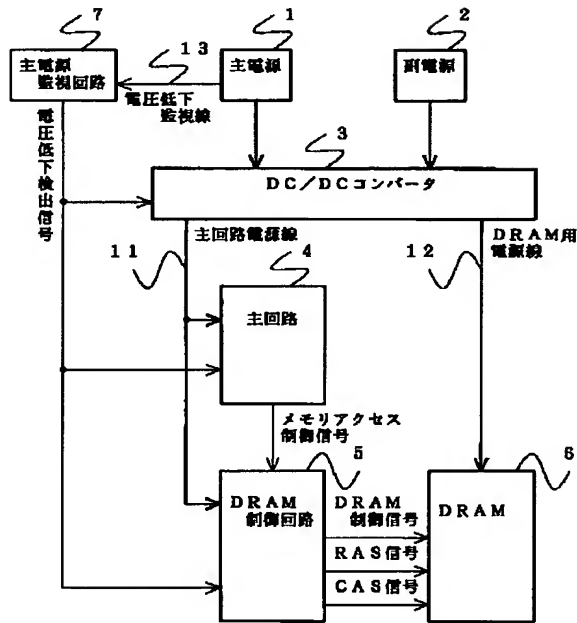 7
13
1
2
主電源
監視回路
主電源
副電源
電圧低下
監視線
電圧低下検出信号
3
DC/DCコンバータ
主回路電源線
DRAM用
電源線
11
4
12
主回路
メモリアクセス
制御信号
5
6
DRAM
制御回路
DRAM
制御信号
RAS信号
CAS信号
DRAM